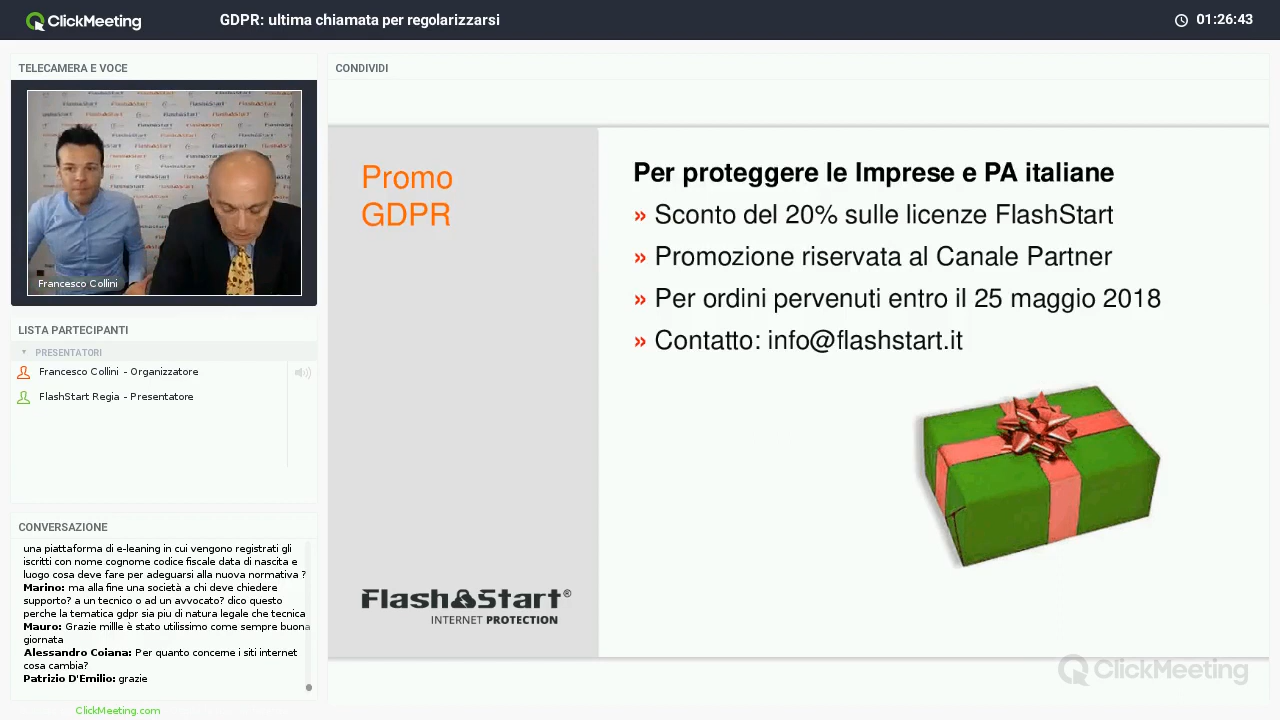 ClickMeeting
GDPR: ultima chiamata per regolarizzarsi
01:26:43
TELECAMERA E VOCE
Francesco Collini
LISTA PARTECIPANTI
PRESENTATORI
Francesco Collini - Organizzatore
FlashStart Regia - Presentatore
CONVERSAZIONE
una piattaforma di e-leaning in cui vengono registrati gli
iscritti con nome cognome codice fiscale data di nascita e
luogo cosa deve fare per adeguarsi alla nuova normativa ?
Marino: ma alla fine una società a chi deve chiedere
supporto? a un tecnico o ad un avvocato? dico questo
perche la tematica gdpr sia piu di natura legale che tecnica
Mauro: Grazie millle è stato utilissimo come sempre buona
giornata
Alessandro Coiana: Per quanto concerne i siti internet
cosa cambia?
Patrizio D'Emilio: grazie
ClickMeeting.com
CONDIVIDI
Promo
GDPR
Per proteggere le Imprese e PA italiane
» Sconto del 20% sulle licenze FlashStart
» Promozione riservata al Canale Partner
» Per ordini pervenuti entro il 25 maggio 2018
» Contatto: info@flashstart.it
Flash&Start®
INTERNET PROTECTION
ClickMeeting